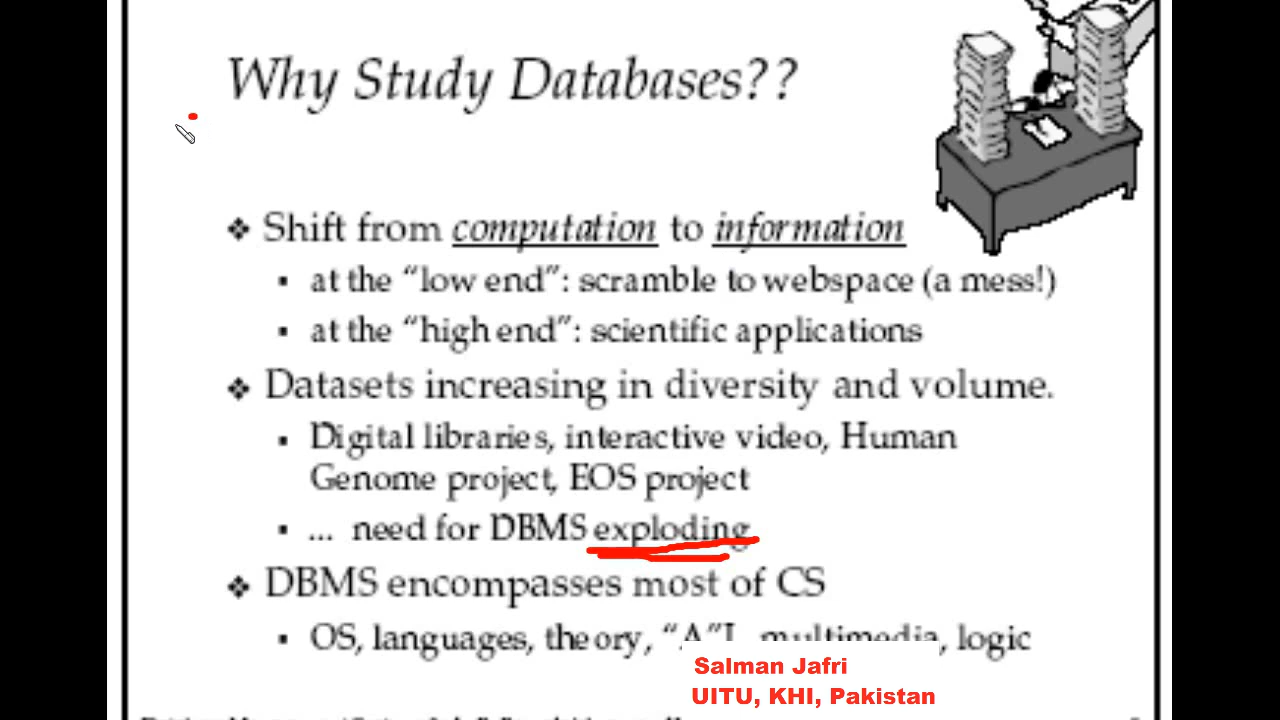 Why Study Databases??
❖ Shift from computation to information
▪ at the “low end”: scramble to webspace (a mess!)
▪ at the “high end”: scientific applications
❖ Datasets increasing in diversity and volume.
▪ Digital libraries, interactive video, Human
Genome project, EOS project
▪ ... need for DBMS exploding
❖ DBMS encompasses most of CS
▪ OS, languages, theory, “A”I, multimedia, logic
Salman Jafri
UITU, KHI, Pakistan